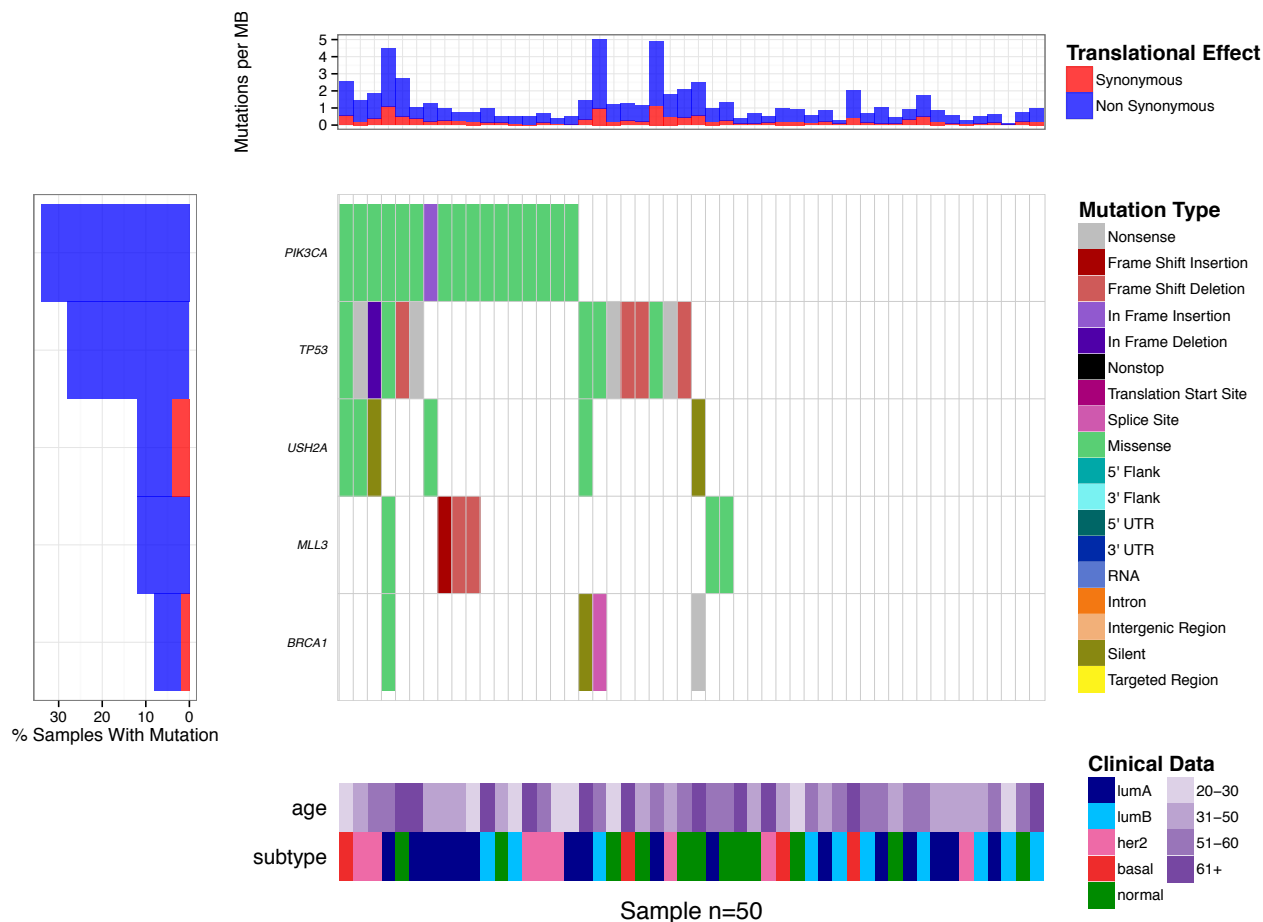 Mutations per MB
5
4
3
2
1
0
Translational Effect
Synonymous
Non Synonymous
PIK3CA
TP53
USH2A
MLL3
BRCA1
30 20 10 0
% Samples With Mutation
Mutation Type
Nonsense
Frame Shift Insertion
Frame Shift Deletion
In Frame Insertion
In Frame Deletion
Nonstop
Translation Start Site
Splice Site
Missense
5' Flank
3' Flank
5' UTR
3' UTR
RNA
Intron
Intergenic Region
Silent
Targeted Region
age
subtype
Sample n=50
Clinical Data
lumA 20−30
lumB 31−50
her2 51−60
basal 61+
normal